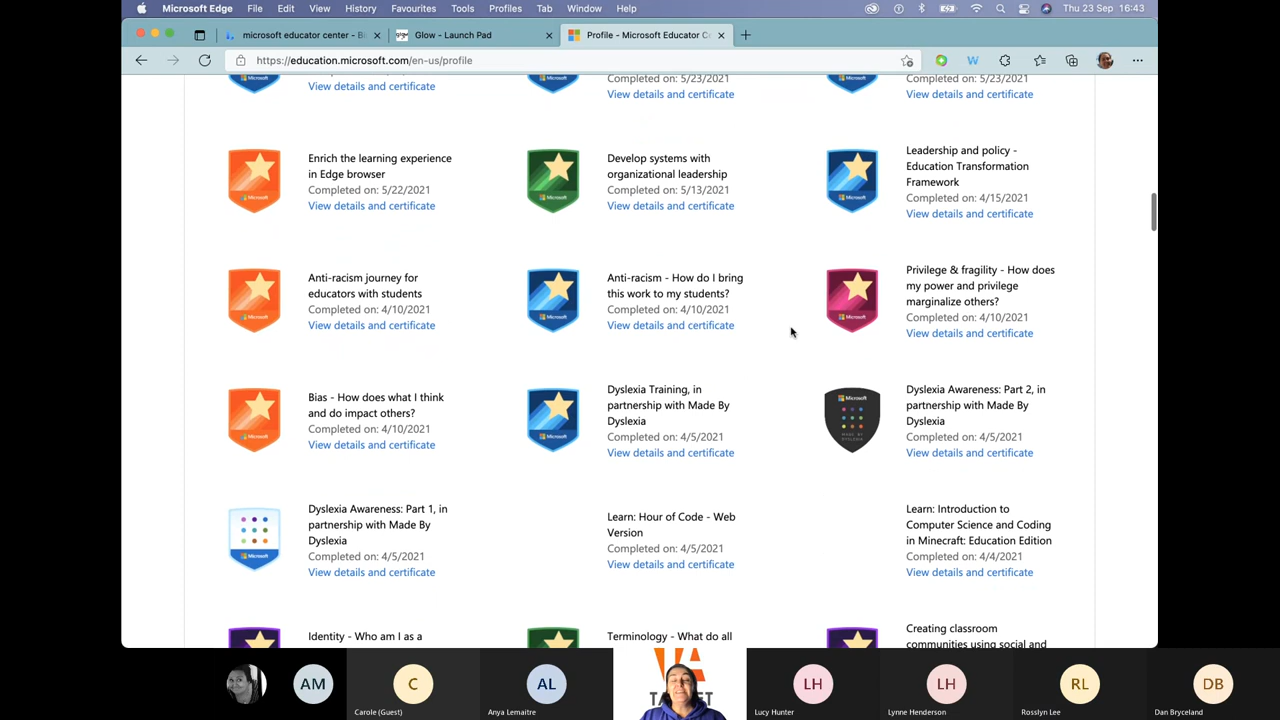 Microsoft Edge File Edit View History Favourites Tools Profiles Tab Window Help Thu 23 Sep 16:43
microsoft educator center - Bi
Glow - Launch Pad
Profile - Microsoft Educator Ce
https://education.microsoft.com/en-us/profile
Completed on: 5/23/2021
View details and certificate
View details and certificate
View details and certificate
Enrich the learning experience
in Edge browser
Completed on: 5/22/2021
View details and certificate
Microsoft
Develop systems with
organizational leadership
Completed on: 5/13/2021
View details and certificate
Microsoft
Leadership and policy -
Education Transformation
Framework
Completed on: 4/15/2021
View details and certificate
Microsoft
Anti-racism journey for
educators with students
Completed on: 4/10/2021
View details and certificate
Microsoft
Anti-racism - How do I bring
this work to my students?
Completed on: 4/10/2021
View details and certificate
Microsoft
Privilege & fragility - How does
my power and privilege
marginalize others?
Completed on: 4/10/2021
View details and certificate
Microsoft
Bias - How does what I think
and do impact others?
Completed on: 4/10/2021
View details and certificate
Microsoft
Dyslexia Training, in
partnership with Made By
Dyslexia
Completed on: 4/5/2021
View details and certificate
Microsoft
MADE BY
DYSLEXIA
Dyslexia Awareness: Part 2, in
partnership with Made By
Dyslexia
Completed on: 4/5/2021
View details and certificate
Microsoft
Dyslexia Awareness: Part 1, in
partnership with Made By
Dyslexia
Completed on: 4/5/2021
View details and certificate
Learn: Hour of Code - Web
Version
Completed on: 4/5/2021
View details and certificate
Learn: Introduction to
Computer Science and Coding
in Minecraft: Education Edition
Completed on: 4/4/2021
View details and certificate
Identity - Who am I as a
Terminology - What do all
Creating classroom
communities using social and
AM
C
Carole (Guest)
AL
Anya Lemaitre
LH
Lucy Hunter
LH
Lynne Henderson
RL
Rosslyn Lee
DB
Dan Bryceland